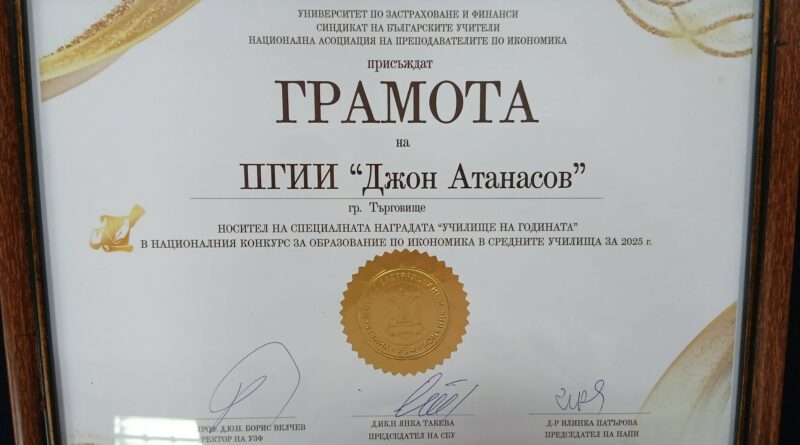 УНИВЕРСИТЕТ ПО ЗАСТРАХОВАНЕ И ФИНАНСИ
СИНДИКАТ НА БЪЛГАРСКИТЕ УЧИТЕЛИ
НАЦИОНАЛНА АСОЦИАЦИЯ НА ПРЕПОДАВАТЕЛИТЕ ПО ИКОНОМИКА
присъждат
ГРАМОТА
на
ПГИИ “Джон Атанасов”
гр. Търговище
НОСИТЕЛ НА СПЕЦИАЛНАТА НАГРАДАТА “УЧИЛИЩЕ НА ГОДИНАТА”
В НАЦИОНАЛНИЯ КОНКУРС ЗА ОБРАЗОВАНИЕ ПО ИКОНОМИКА В СРЕДНИТЕ УЧИЛИЩА ЗА 2025 г.
ПРОФ. Д.Ю.Н. БОРИС ВЕЛЧЕВ
РЕКТОР НА УЗФ
Д.ИК.Н ЯНКА ТАКЕВА
ПРЕДСЕДАТЕЛ НА СБУ
Д-Р ИЛИНКА ПАТЪРОВА
ПРЕДСЕДАТЕЛ НА НАПИ